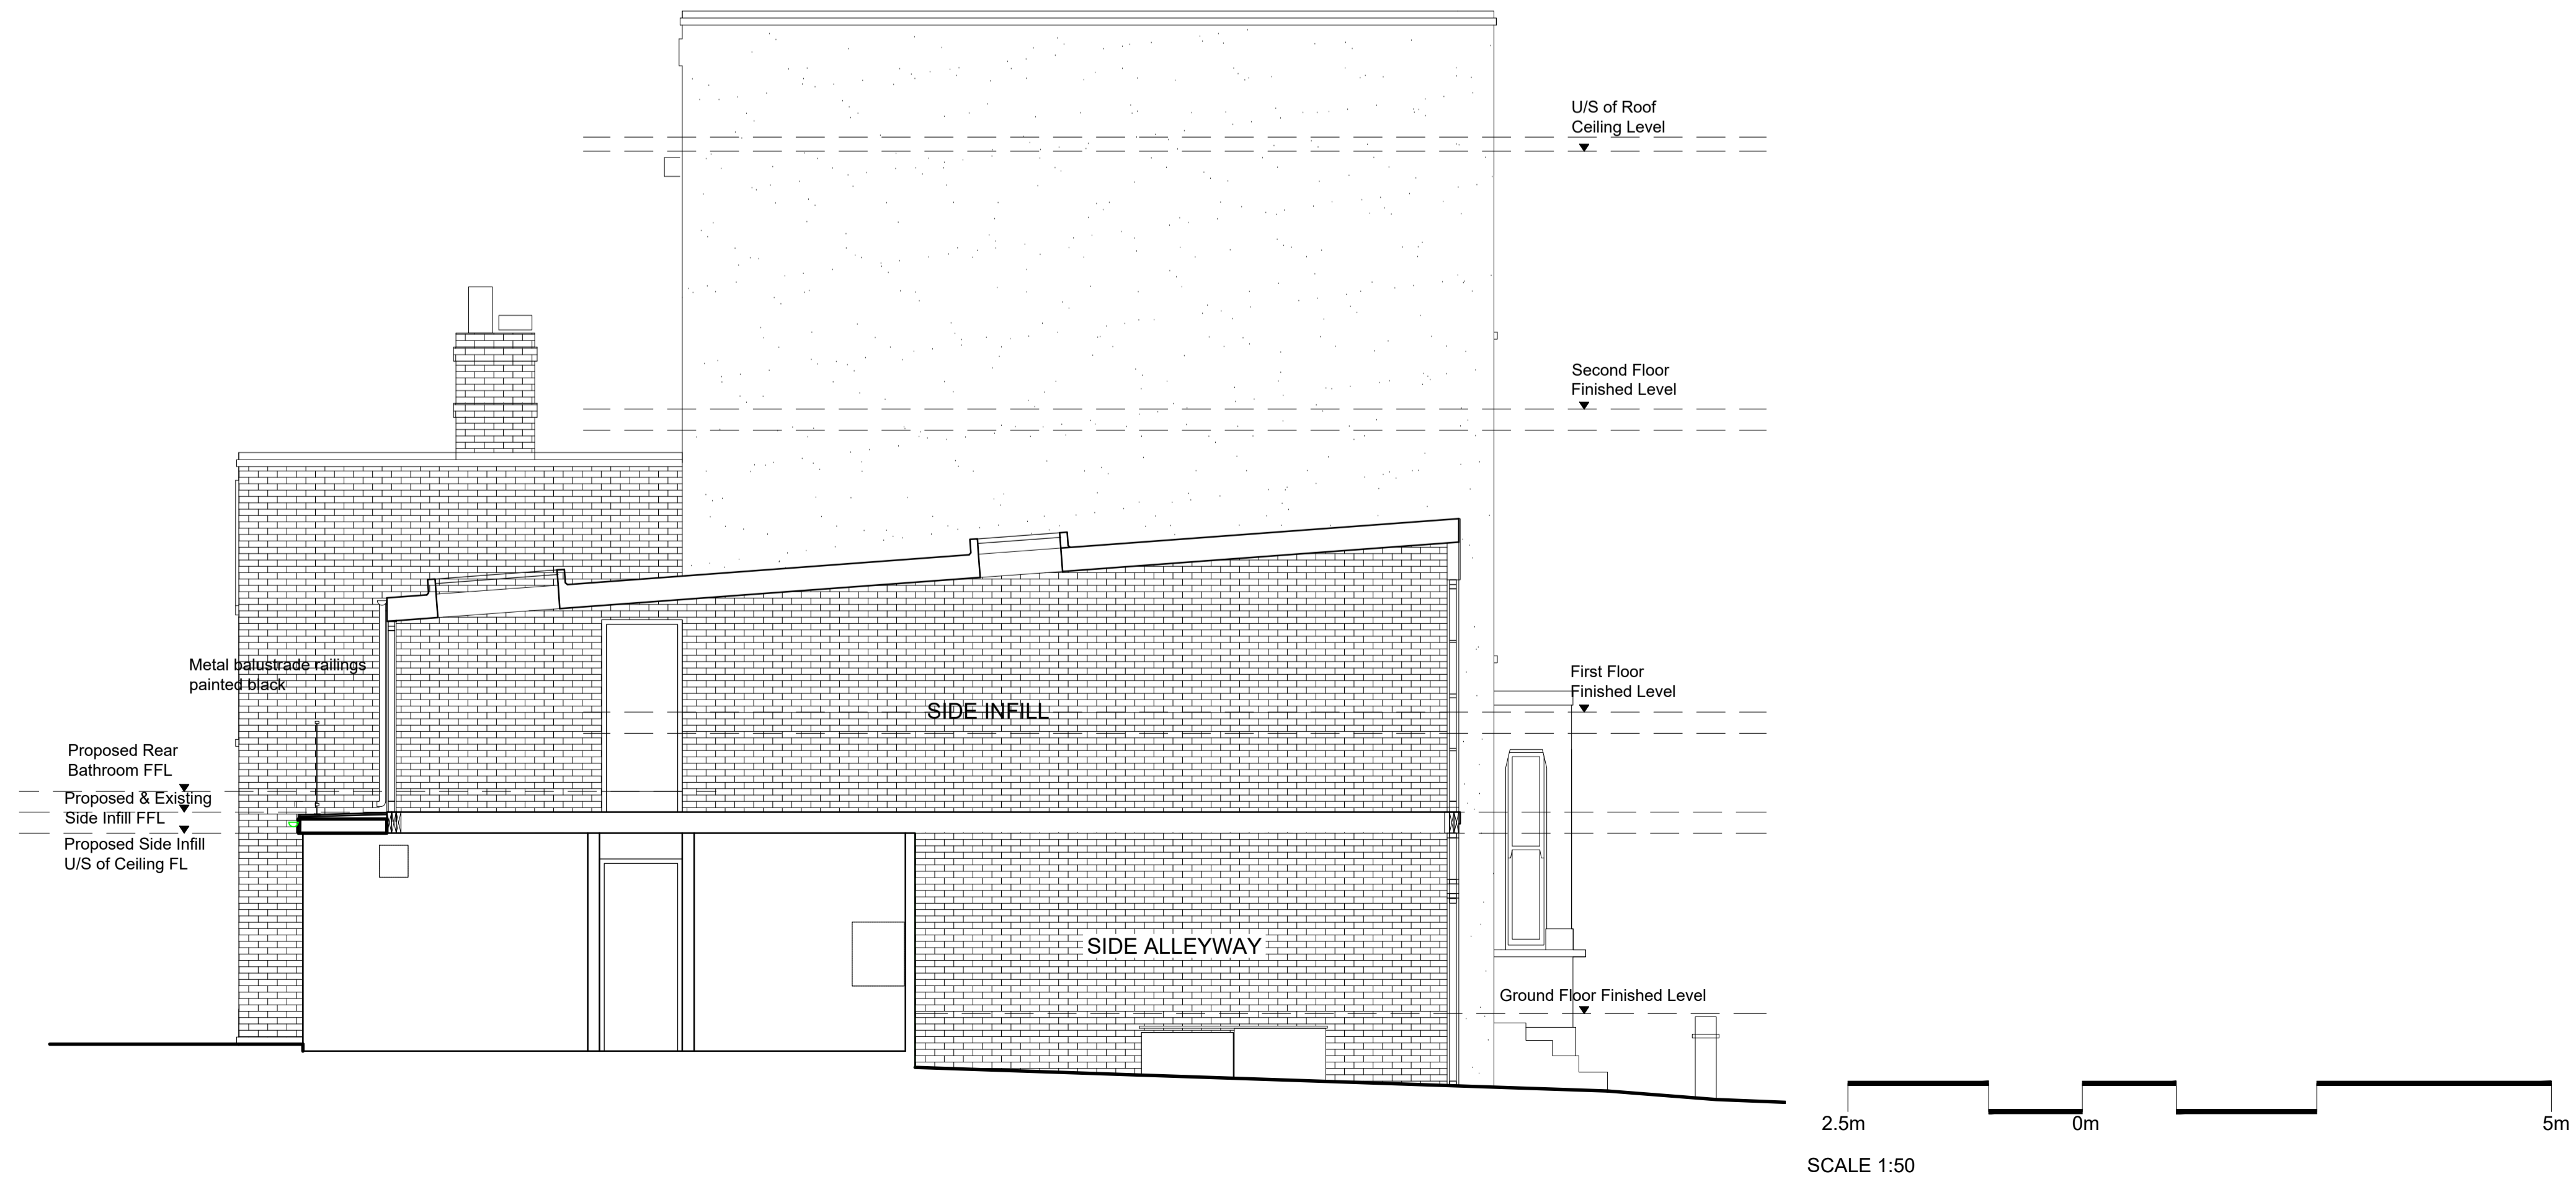 U/S of Roof
Ceiling Level
Second Floor
Finished Level
Metal balustrade railings
painted black
First Floor
Finished Level
SIDE INFILL
Proposed Rear
Bathroom FFL
Proposed & Existing
Side Infill FFL
Proposed Side Infill
U/S of Ceiling FL
SIDE ALLEYWAY
Ground Floor Finished Level
2.5m 0m 5m
SCALE 1:50